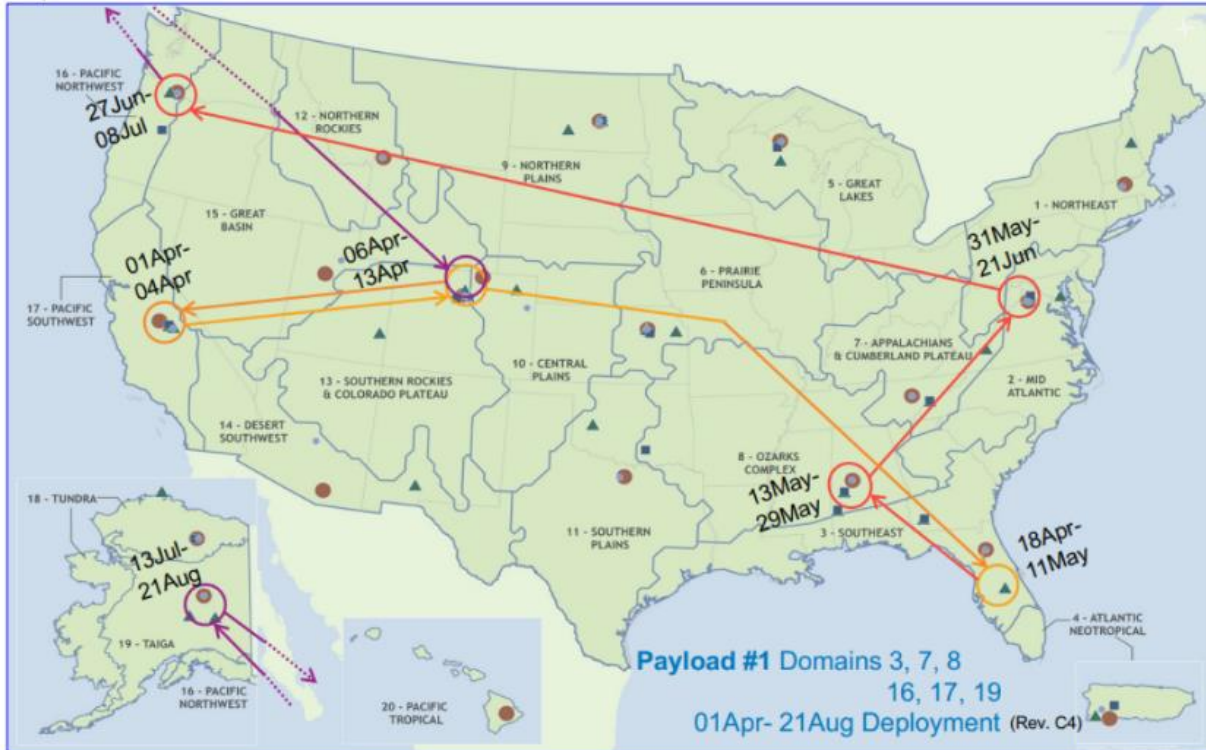 16 - PACIFIC
NORTHWEST
27Jun-
08Jul
12 - NORTHERN
ROCKIES
9 - NORTHERN
PLAINS
5 - GREAT
LAKES
1 - NORTHEAST
15 - GREAT
BASIN
06Apr-
13Apr
31May-
21Jun
01Apr-
04Apr
6 - PRAIRIE
PENINSULA
17 - PACIFIC
SOUTHWEST
7 - APPALACHIANS
& CUMBERLAND PLATEAU
10 - CENTRAL
PLAINS
13 - SOUTHERN ROCKIES
& COLORADO PLATEAU
2 - MID
ATLANTIC
14 - DESERT
SOUTHWEST
8 - OZARKS
COMPLEX
13May-
29May
3 - SOUTHEAST
11 - SOUTHERN
PLAINS
18Apr-
11May
18 - TUNDRA
13Jul-
21Aug
19 - TAIGA
16 - PACIFIC
NORTHWEST
20 - PACIFIC
TROPICAL
4 - ATLANTIC
NEOTROPICAL
Payload #1 Domains 3, 7, 8
16, 17, 19
01Apr- 21Aug Deployment (Rev. C4)